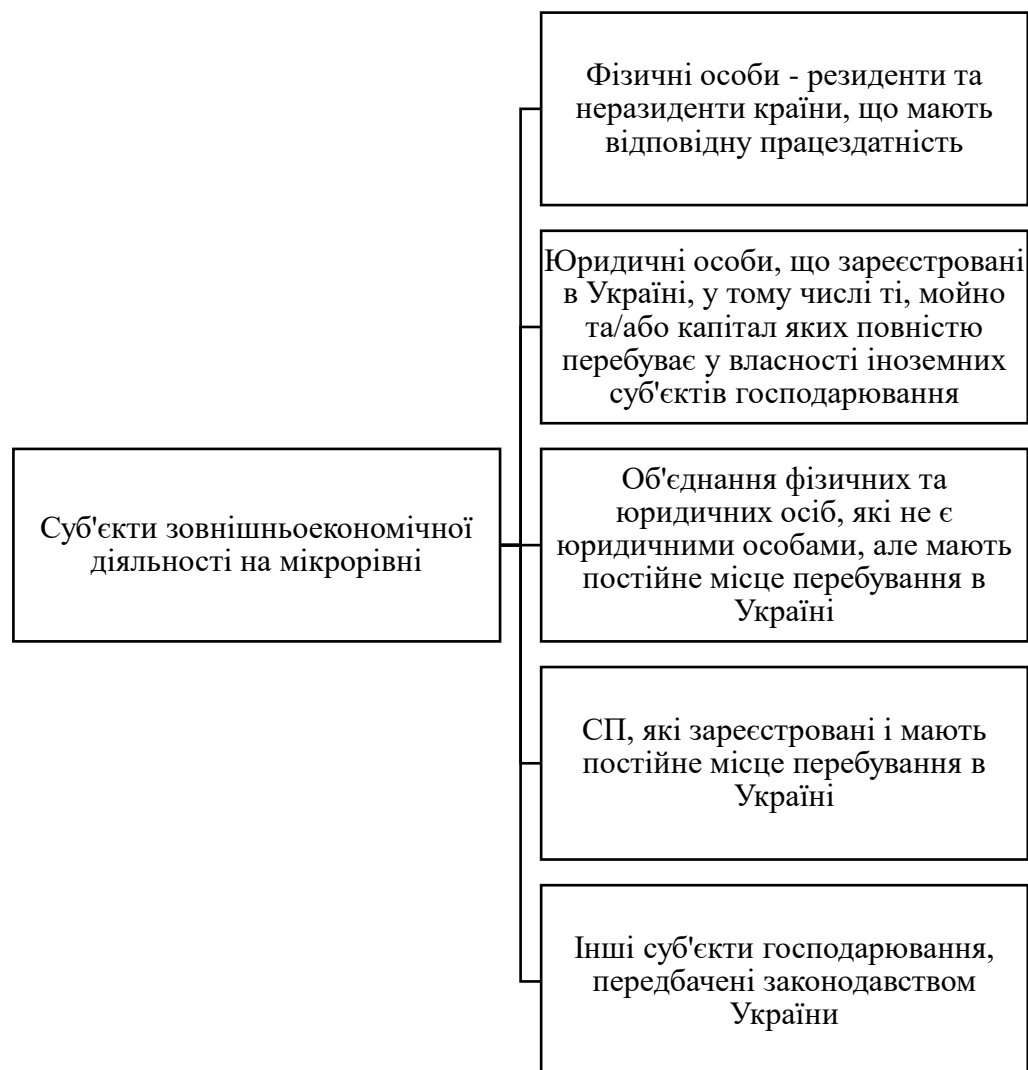 Фізичні особи - резиденти та
неразиденти країни, що мають
відповідну працездатність
Юридичні особи, що зареєстровані
в Україні, у тому числі ті, мойно
та/або капітал яких повністю
перебуває у власності іноземних
суб'єктів господарювання
Суб'єкти зовнішньоекономічної
діяльності на мікрорівні
Об'єднання фізичних та
юридичних осіб, які не є
юридичними особами, але мають
постійне місце перебування в
Україні
СП, які зареєстровані і мають
постійне місце перебування в
Україні
Інші суб'єкти господарювання,
передбачені законодавством
України